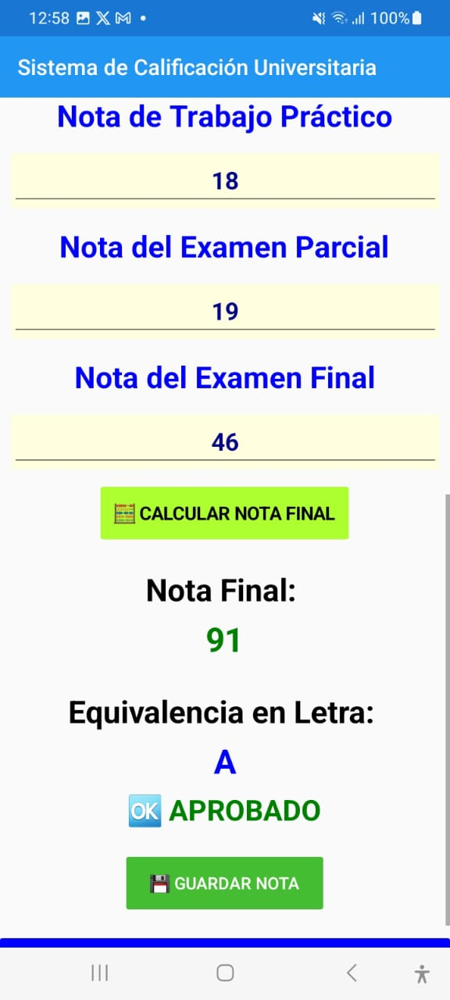 12:58 100%
Sistema de Calificación Universitaria
Nota de Trabajo Práctico
18
Nota del Examen Parcial
19
Nota del Examen Final
46
🧮 CALCULAR NOTA FINAL
Nota Final:
91
Equivalencia en Letra:
A
🆗 APROBADO
💾 GUARDAR NOTA